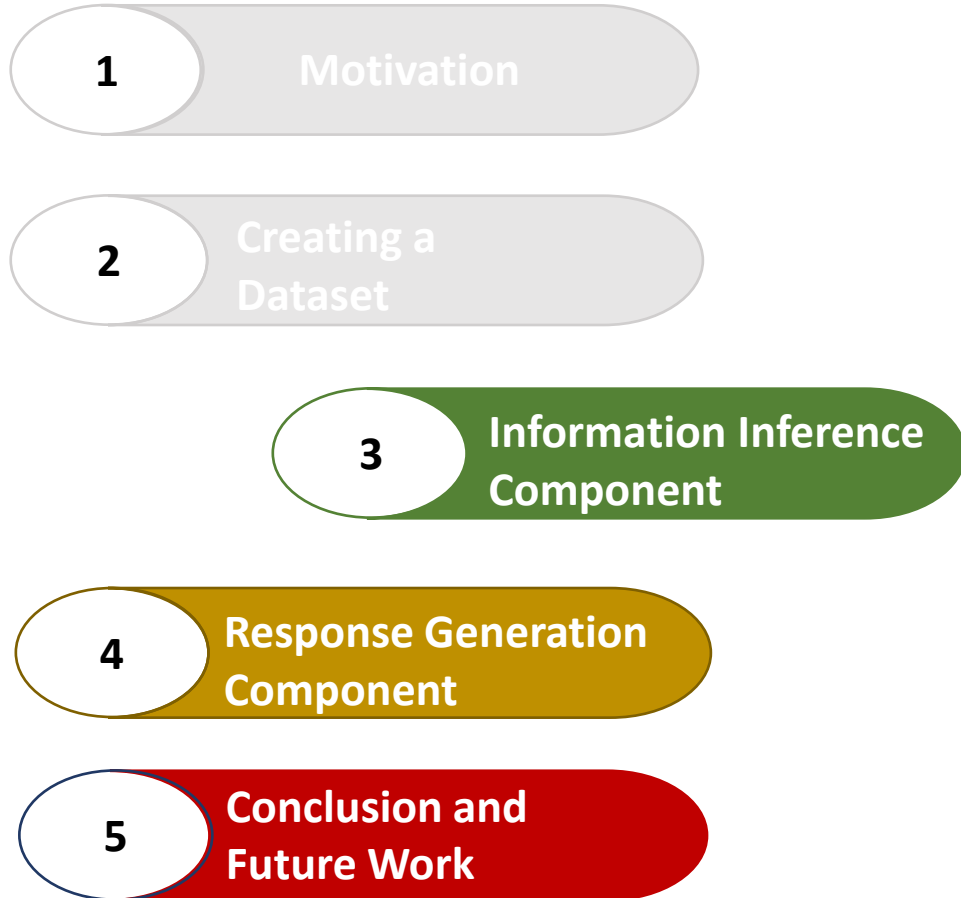 1
Motivation
2
Creating a
Dataset
3
Information Inference
Component
4
Response Generation
Component
5
Conclusion and
Future Work